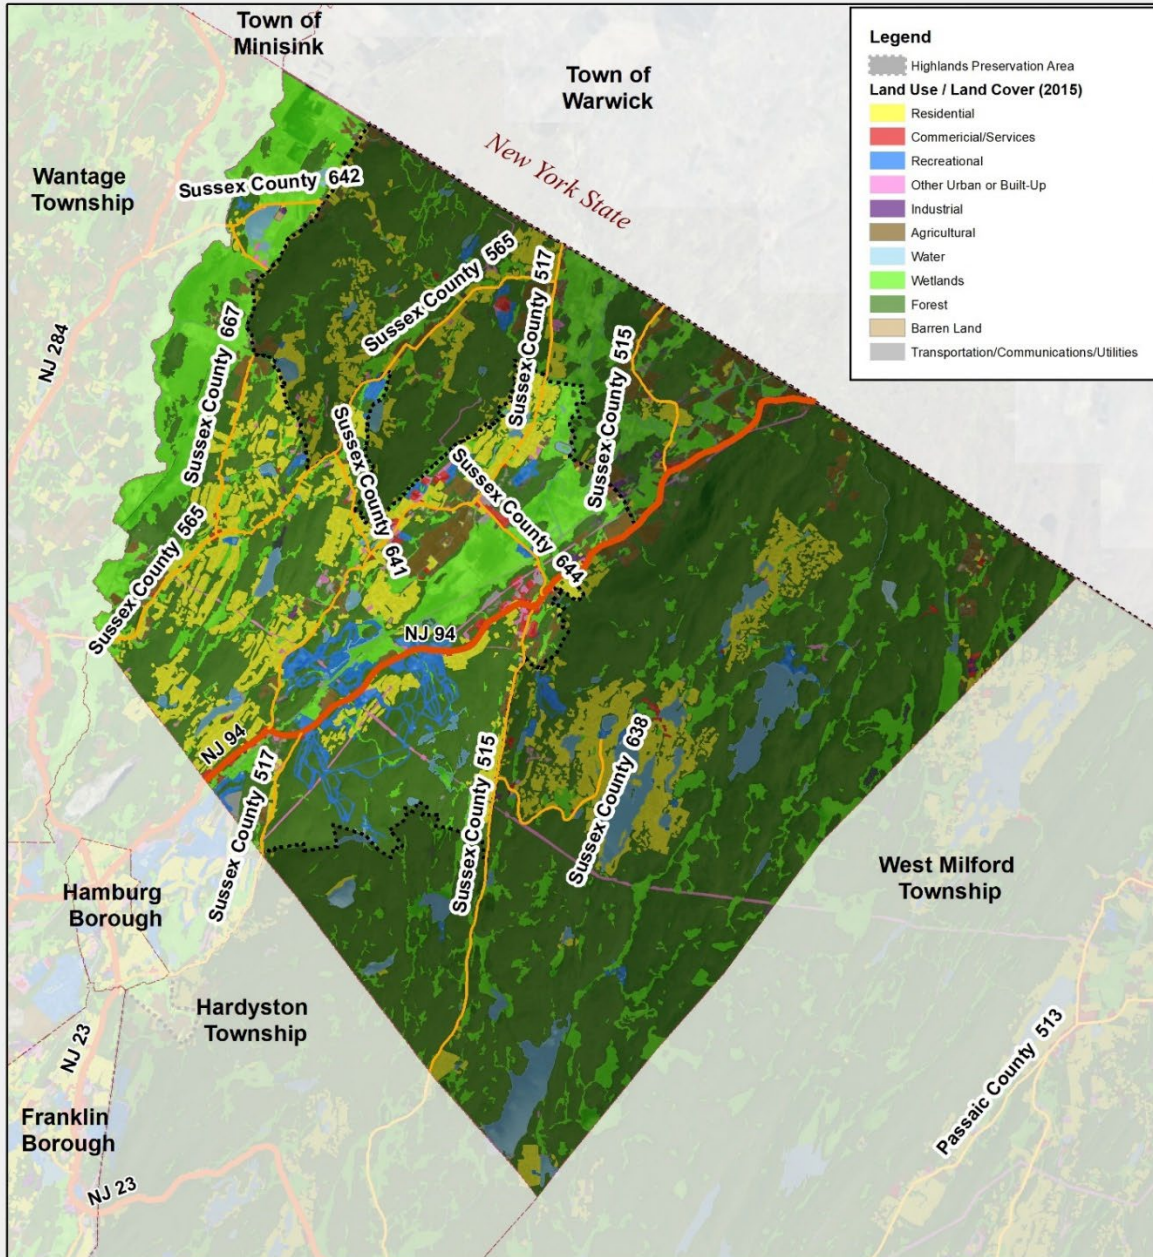 Town of
Minisink
Town of
Warwick
New York State
Wantage
Township
Legend
Highlands Preservation Area
Land Use / Land Cover (2015)
Residential
Commericial/Services
Recreational
Other Urban or Built-Up
Industrial
Agricultural
Water
Wetlands
Forest
Barren Land
Transportation/Communications/Utilities
Sussex County 642
Sussex County 565
Sussex County 517
Sussex County 515
NJ 284
Sussex County 667
Sussex County 641
Sussex County 644
Sussex County 565
NJ 94
NJ 94
Sussex County 517
Sussex County 515
Sussex County 638
Hamburg
Borough
West Milford
Township
Hardyston
Township
NJ 23
Franklin
Borough
NJ 23
Passaic County 513